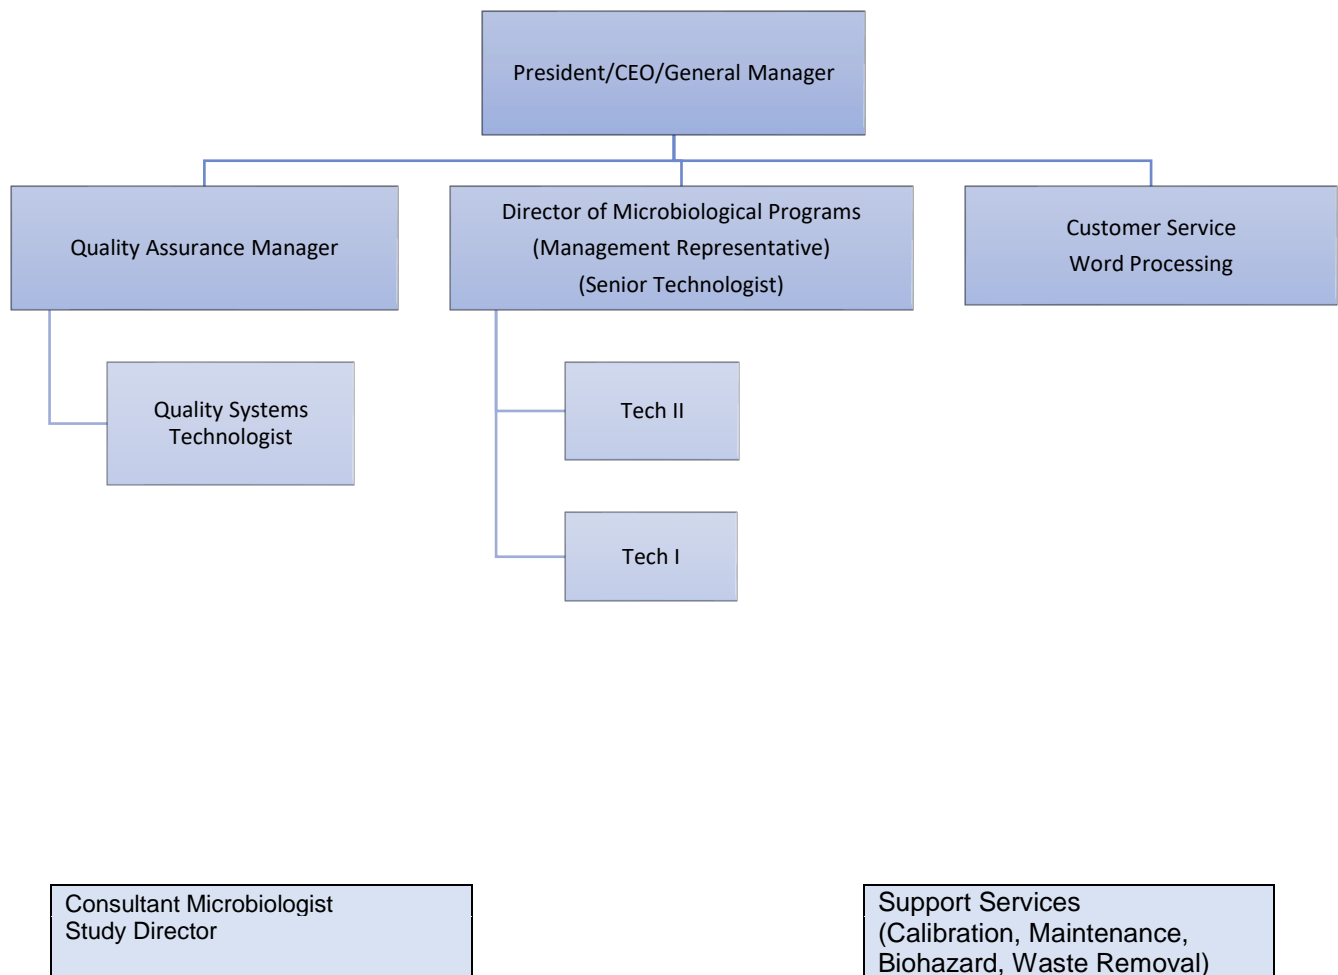 President/CEO/General Manager
Quality Assurance Manager
Director of Microbiological Programs
(Management Representative)
(Senior Technologist)
Customer Service
Word Processing
Quality Systems
Technologist
Tech II
Tech I
Consultant Microbiologist
Study Director
Support Services
(Calibration, Maintenance,
Biohazard, Waste Removal)